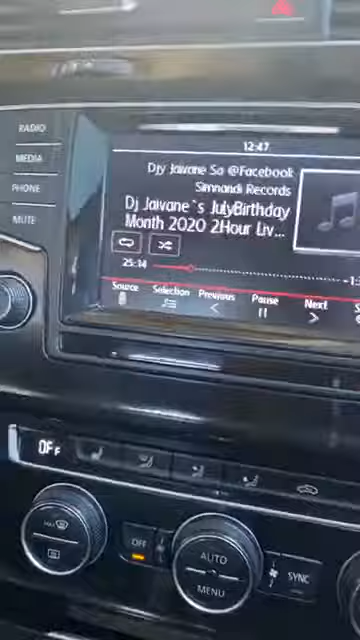 12:47
RADIO
MEDIA
PHONE
MUTE
Djy Jaivane Sa @Facebook
Simnandi Records
Dj Jaivane`s JulyBirthday
Month 2020 2Hour Liv...
25:14
Source
Selection
Previous
Pause
Next
OFF
OFF
AUTO
MENU
SYNC